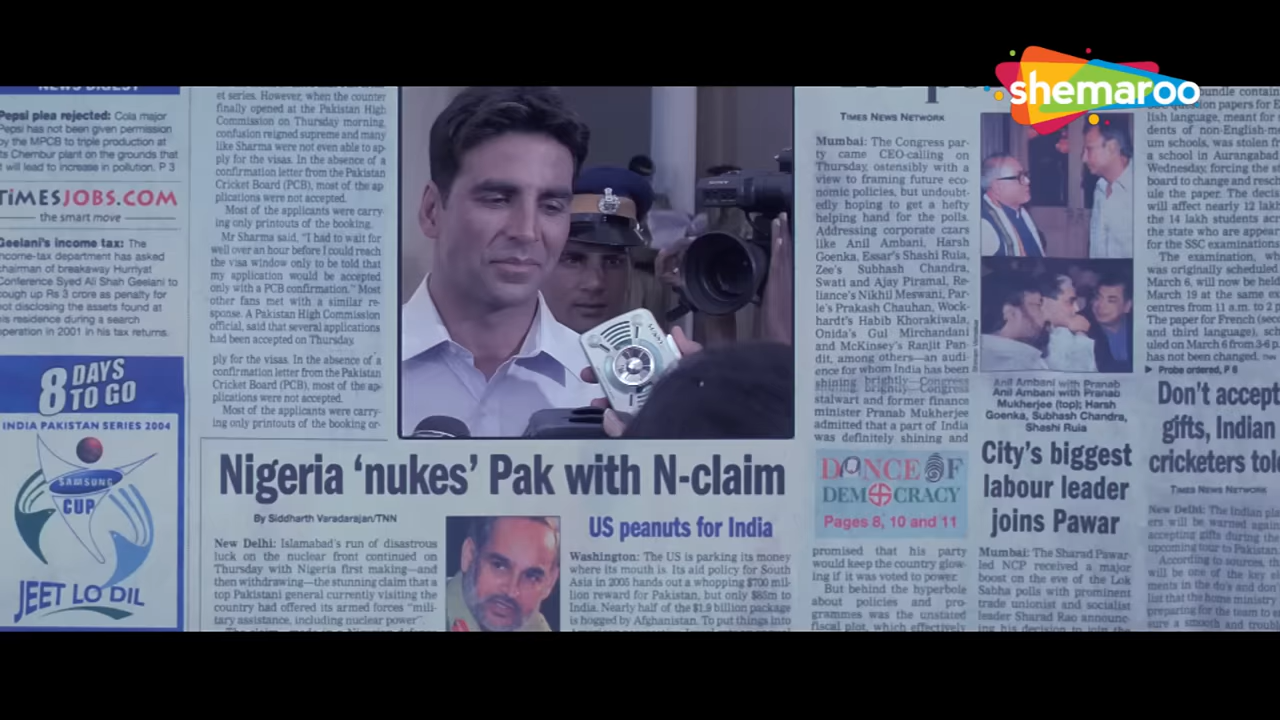 shemaroo
NEWS DIGEST
Pepsi plea rejected: Cola major
Pepsi has not been given permission
by the MPCB to triple production at
its Chembur plant on the grounds that
it will lead to increase in pollution. P 3
TIMESJOBS.COM
the smart move
Geelani's income tax: The
income-tax department has asked
chairman of breakaway Hurriyat
Conference Syed Ali Shah Geelani to
cough up Rs 3 crore as penalty for
not disclosing the assets found at
his residence during a search
operation in 2001 in his tax returns.
8 DAYS
TO GO
INDIA PAKISTAN SERIES 2004
SAMSUNG
CUP
JEET LO DIL
et series. However, when the counter
finally opened at the Pakistan High
Commission on Thursday morning,
confusion reigned supreme and many
like Sharma were not even able to ap-
ply for the visas. In the absence of a
confirmation letter from the Pakistan
Cricket Board (PCB), most of the ap-
plications were not accepted.
Most of the applicants were carry-
ing only printouts of the booking.
Mr Sharma said, "I had to wait for
well over an hour before I could reach
the visa window only to be told that
my application would be accepted
only with a PCB confirmation." Most
other fans met with a similar re-
sponse. A Pakistan High Commission
official, said that several applications
had been accepted on Thursday.
ply for the visas. In the absence of a
confirmation letter from the Pakistan
Cricket Board (PCB), most of the ap-
plications were not accepted.
Most of the applicants were carry-
ing only printouts of the booking or-
SONY
Nigeria 'nukes' Pak with N-claim
By Siddharth Varadarajan/TNN
New Delhi: Islamabad's run of disastrous
luck on the nuclear front continued on
Thursday with Nigeria first making—and
then withdrawing—the stunning claim that a
top Pakistani general currently visiting the
country had offered its armed forces "mili-
tary assistance, including nuclear power".
US peanuts for India
Washington: The US is parking its money
where its mouth is. Its aid policy for South
Asia in 2005 hands out a whopping $700 mil-
lion reward for Pakistan, but only $85m to
India. Nearly half of the $1.9 billion package
is hogged by Afghanistan. To put things into
TIMES NEWS NETWORK
Mumbai: The Congress par-
ty came CEO-calling on
Thursday, ostensibly with a
view to framing future eco-
nomic policies, but undoubt-
edly hoping to get a hefty
helping hand for the polls.
Addressing corporate czars
like Anil Ambani, Harsh
Goenka, Essar's Shashi Ruia,
Zee's Subhash Chandra,
Swati and Ajay Piramal, Re-
liance's Nikhil Meswani, Par-
le's Prakash Chauhan, Wock-
hardt's Habib Khorakiwala,
Onida's Gul Mirchandani
and McKinsey's Ranjit Pan-
dit, among others—an audi-
ence for whom India has been
shining brightly—Congress
stalwart and former finance
minister Pranab Mukherjee
admitted that a part of India
was definitely shining and
DANCE OF
DEMOCRACY
Pages 8, 10 and 11
promised that his party
would keep the country glow-
ing if it was voted to power.
But behind the hyperbole
about policies and pro-
grammes was the unstated
fiscal plot, which effectively
Anil Ambani with Pranab
Anil Ambani with Pranab
Mukherjee (top); Harsh
Goenka, Subhash Chandra,
Shashi Ruia
City's biggest
labour leader
joins Pawar
Mumbai: The Sharad Pawar-
led NCP received a major
boost on the eve of the Lok
Sabha polls with prominent
trade unionist and socialist
leader Sharad Rao announc-
ing his decision to join the
bundle contain
SSC question papers for E
lish language, meant for s
dents of non-English-m
um schools, was stolen fr
a school in Aurangabad
Wednesday, forcing the st
board to change and resch
ule the paper. The decis
will affect nearly 12 lakh
the 14 lakh students acr
the state who are appear
for the SSC examinations
The examination, wh
was originally scheduled
March 6, will now be held
March 19 at the same ex
centres from 11 a.m. to 2 p
The paper for French (seco
and third language), sch
uled on March 6 from 3-6 p.
has not been changed.
Probe ordered, P 6
Don't accept
gifts, Indian
cricketers tol
TIMES NEWS NETWORK
New Delhi: The Indian pla
ers will be warned again
accepting gifts during the
upcoming tour to Pakistan.
According to sources, th
will be one of the key
ments in the do's and don'
list that the home ministry
preparing for the team to
sure a smooth and troubl